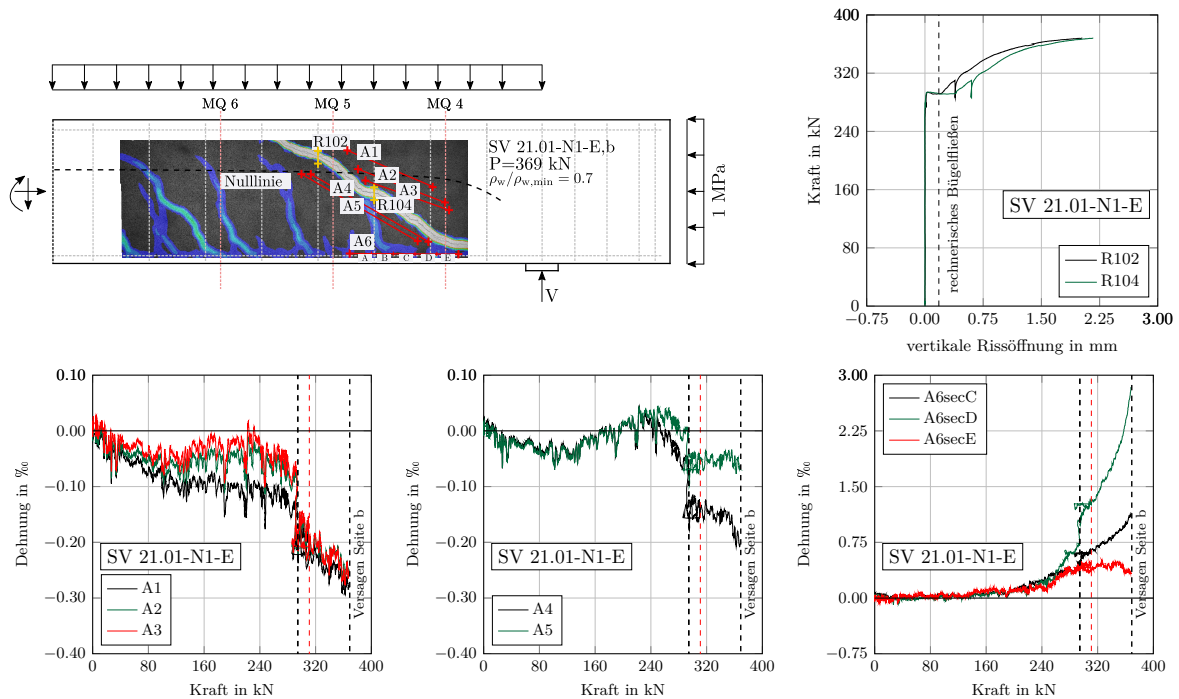 MQ 6
MQ 5
MQ 4
R102
A1
A2
A3
A4
A5
R104
Nulllinie
A6
A
B
C
D
E
SV 21.01-N1-E,b
P=369 kN
ρw/ρw,min = 0.7
1 MPa
V
Kraft in kN
400
320
240
160
80
0
rechnerisches Bügelfließen
SV 21.01-N1-E
R102
R104
−0.75
0.00
0.75
1.50
2.25
3.00
vertikale Rissöffnung in mm
Dehnung in ‰
0.10
0.00
−0.10
−0.20
−0.30
−0.40
SV 21.01-N1-E
A1
A2
A3
Versagen Seite b
0
80
160
240
320
400
Kraft in kN
Dehnung in ‰
0.10
0.00
−0.10
−0.20
−0.30
−0.40
SV 21.01-N1-E
A4
A5
Versagen Seite b
0
80
160
240
320
400
Kraft in kN
Dehnung in ‰
3.00
2.25
1.50
0.75
0.00
−0.75
A6secC
A6secD
A6secE
SV 21.01-N1-E
Versagen Seite b
0
80
160
240
320
400
Kraft in kN